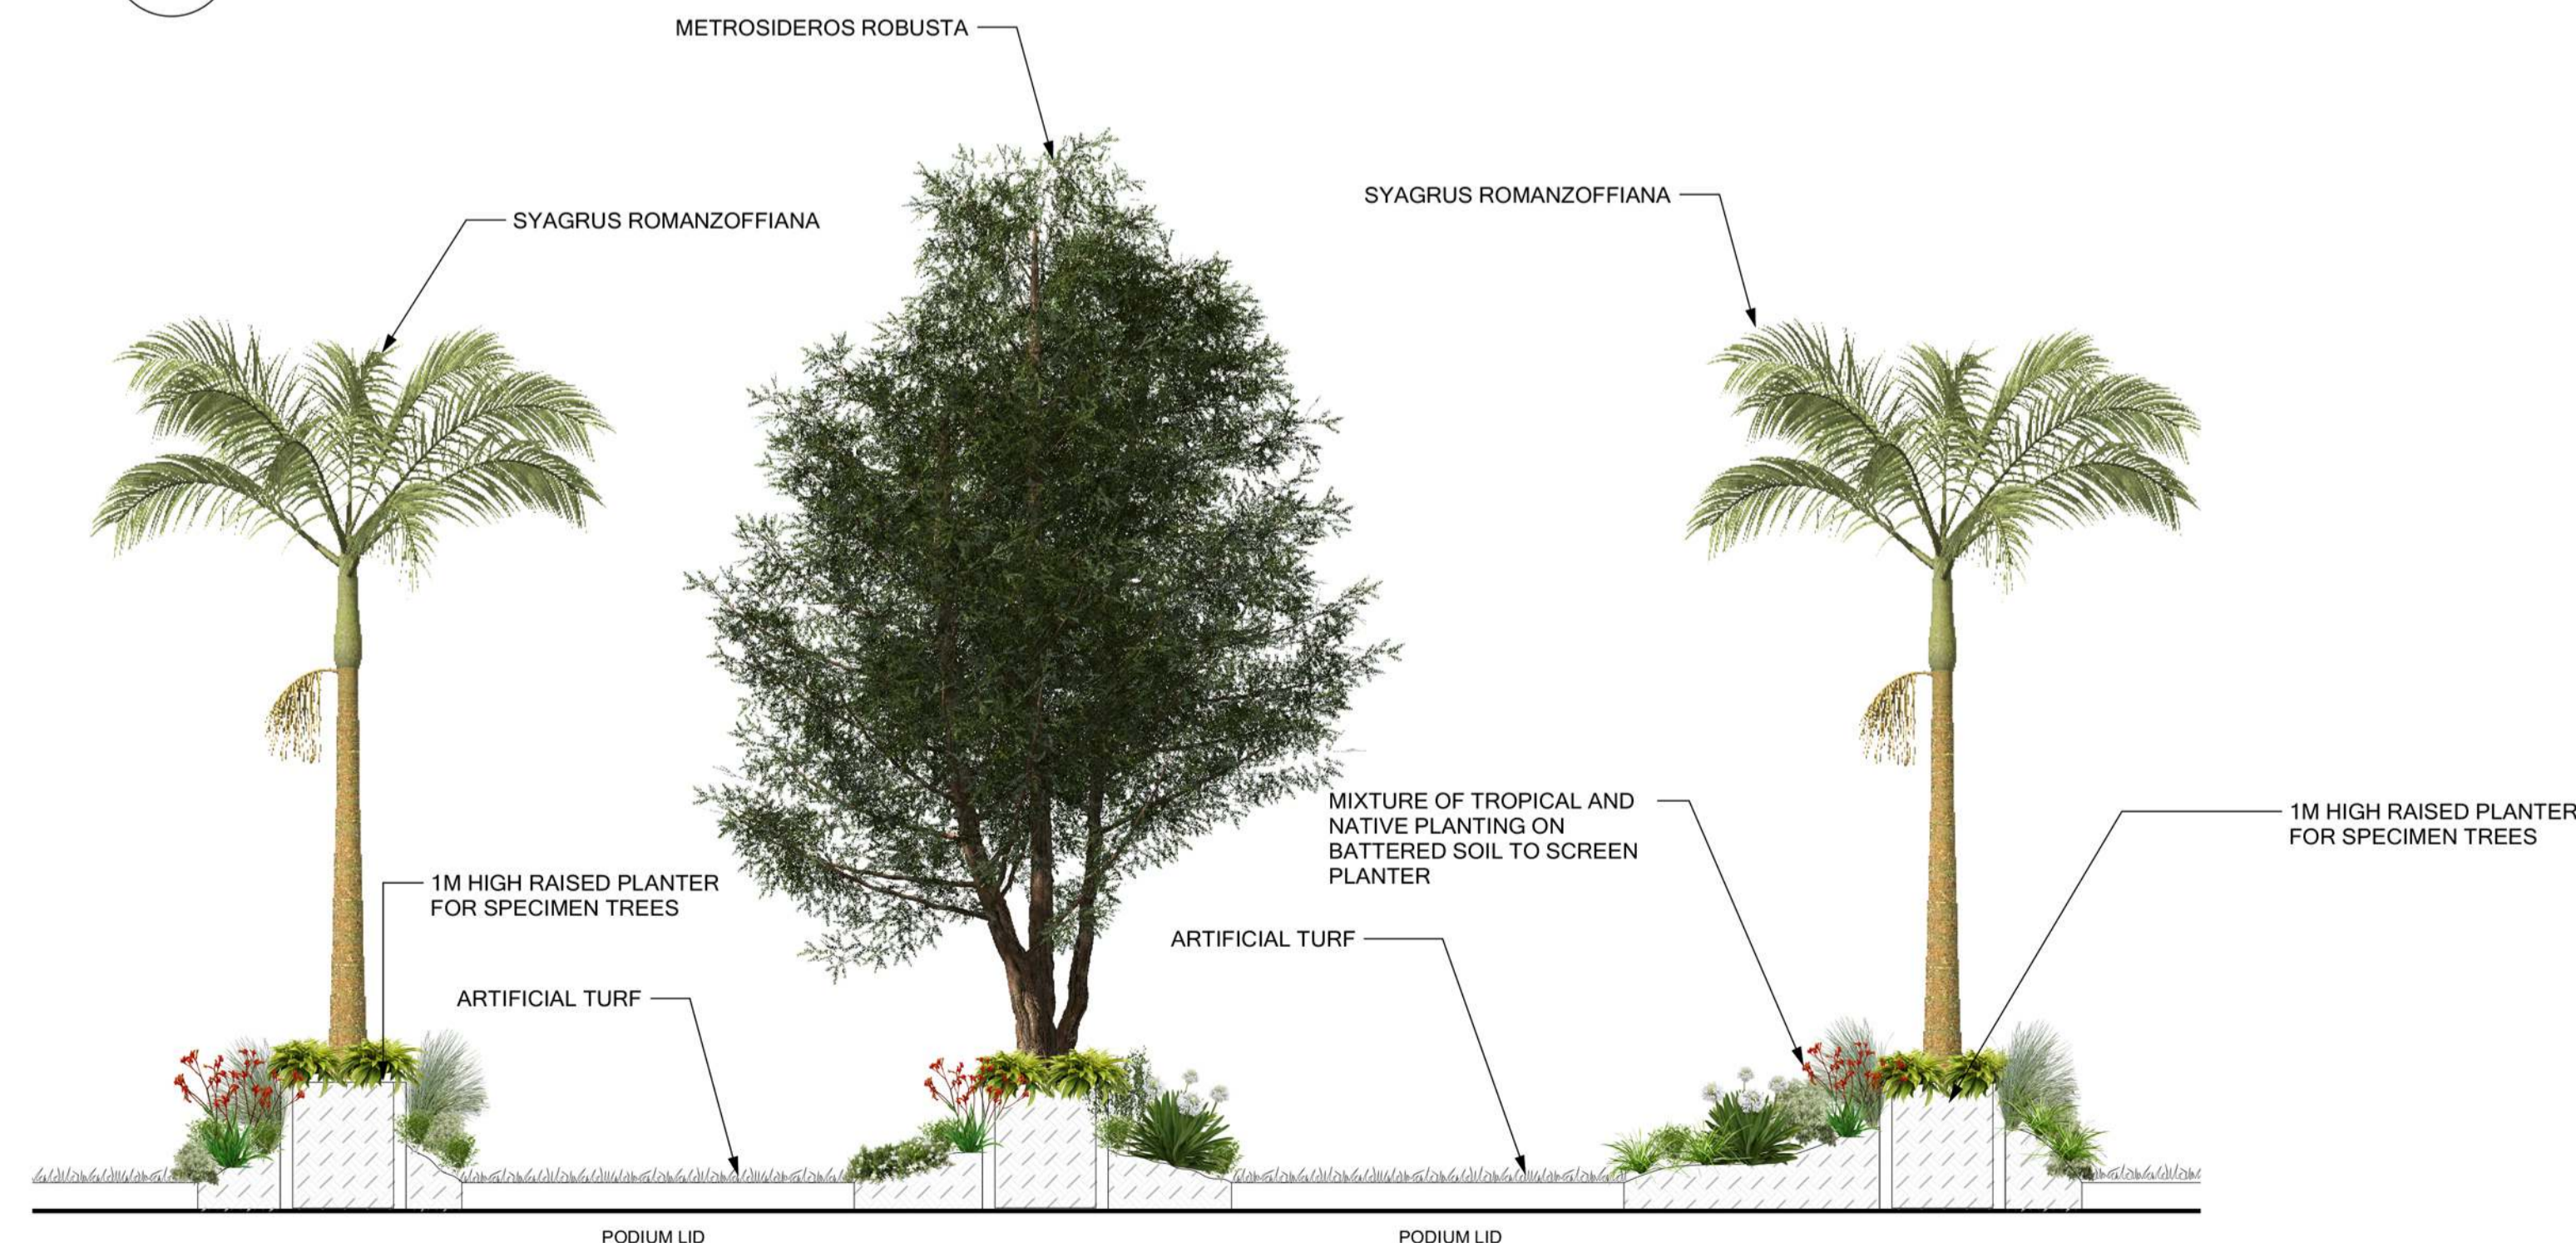 METROSIDEROS ROBUSTA
SYAGRUS ROMANZOFFIANA
SYAGRUS ROMANZOFFIANA
MIXTURE OF TROPICAL AND
NATIVE PLANTING ON
BATTERED SOIL TO SCREEN
PLANTER
1M HIGH RAISED PLANTER
FOR SPECIMEN TREES
1M HIGH RAISED PLANTER
FOR SPECIMEN TREES
ARTIFICIAL TURF
ARTIFICIAL TURF
PODIUM LID
PODIUM LID